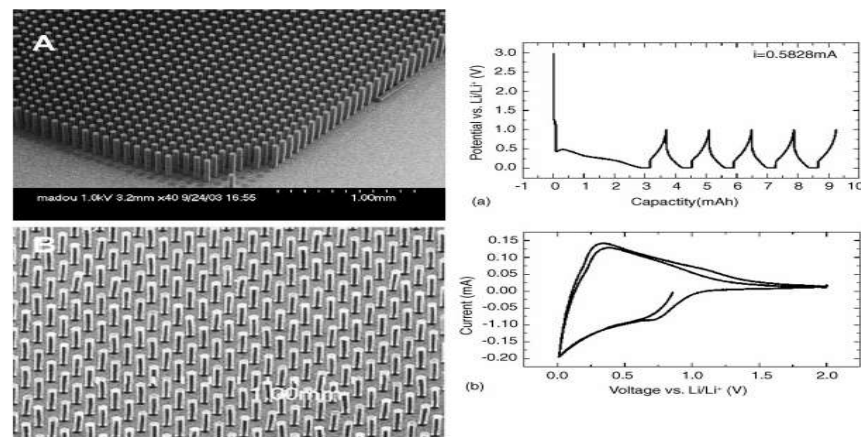 A
madou 1.0kV 3.2mm x40 9/24/03 16:55
1.00mm
B
1.00mm
i=0.5828mA
Potential vs. Li/Li⁺ (V)
3.0
2.5
2.0
1.5
1.0
0.5
0.0
-1 0 1 2 3 4 5 6 7 8 9 10
(a)
Capactity(mAh)
Current (mA)
0.15
0.10
0.05
0.00
-0.05
-1.10
-0.15
-0.20
0.0 0.5 1.0 1.5 2.0
(b)
Voltage vs. Li/Li⁺ (V)